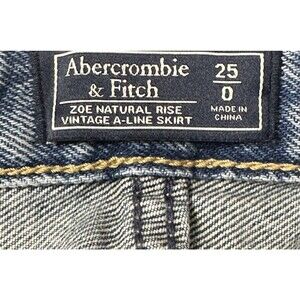 Abercrombie
& Fitch
ZOE NATURAL RISE
VINTAGE A-LINE SKIRT
25
0
MADE IN
CHINA